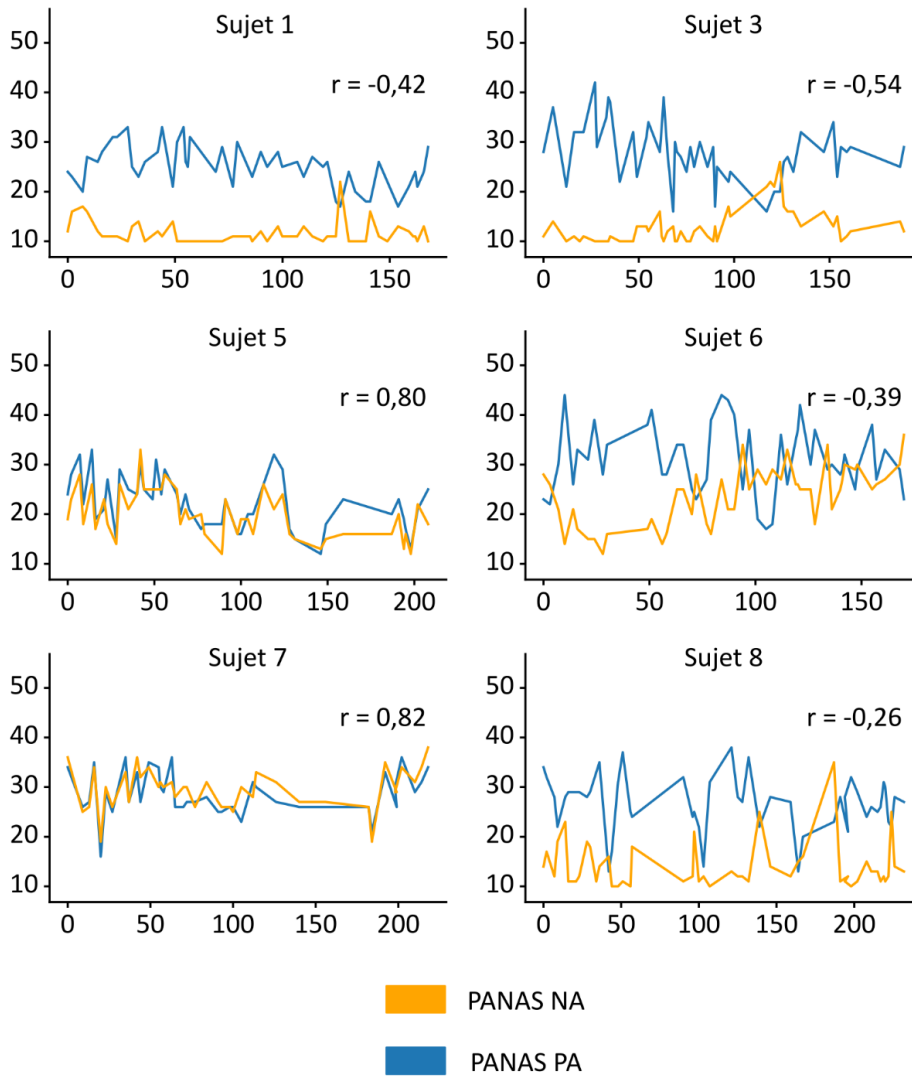 Sujet 1
r = -0,42
50
40
30
20
10
0 50 100 150
Sujet 3
r = -0,54
50
40
30
20
10
0 50 100 150
Sujet 5
r = 0,80
50
40
30
20
10
0 50 100 150 200
Sujet 6
r = -0,39
50
40
30
20
10
0 50 100 150
Sujet 7
r = 0,82
50
40
30
20
10
0 50 100 150 200
Sujet 8
r = -0,26
50
40
30
20
10
0 50 100 150 200
PANAS NA
PANAS PA